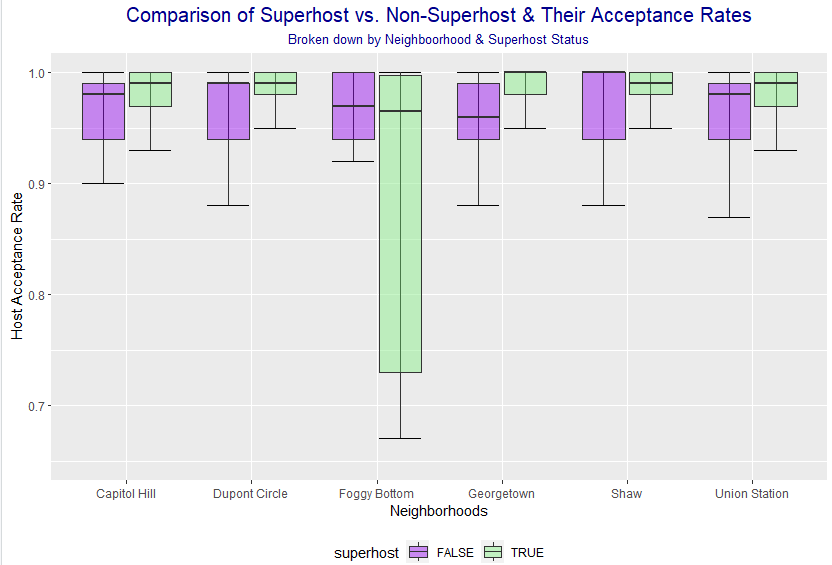 Comparison of Superhost vs. Non-Superhost & Their Acceptance Rates
Broken down by Neighboorhood & Superhost Status
Host Acceptance Rate
1.0
0.9
0.8
0.7
Capitol Hill
Dupont Circle
Foggy Bottom
Georgetown
Shaw
Union Station
Neighborhoods
superhost FALSE TRUE